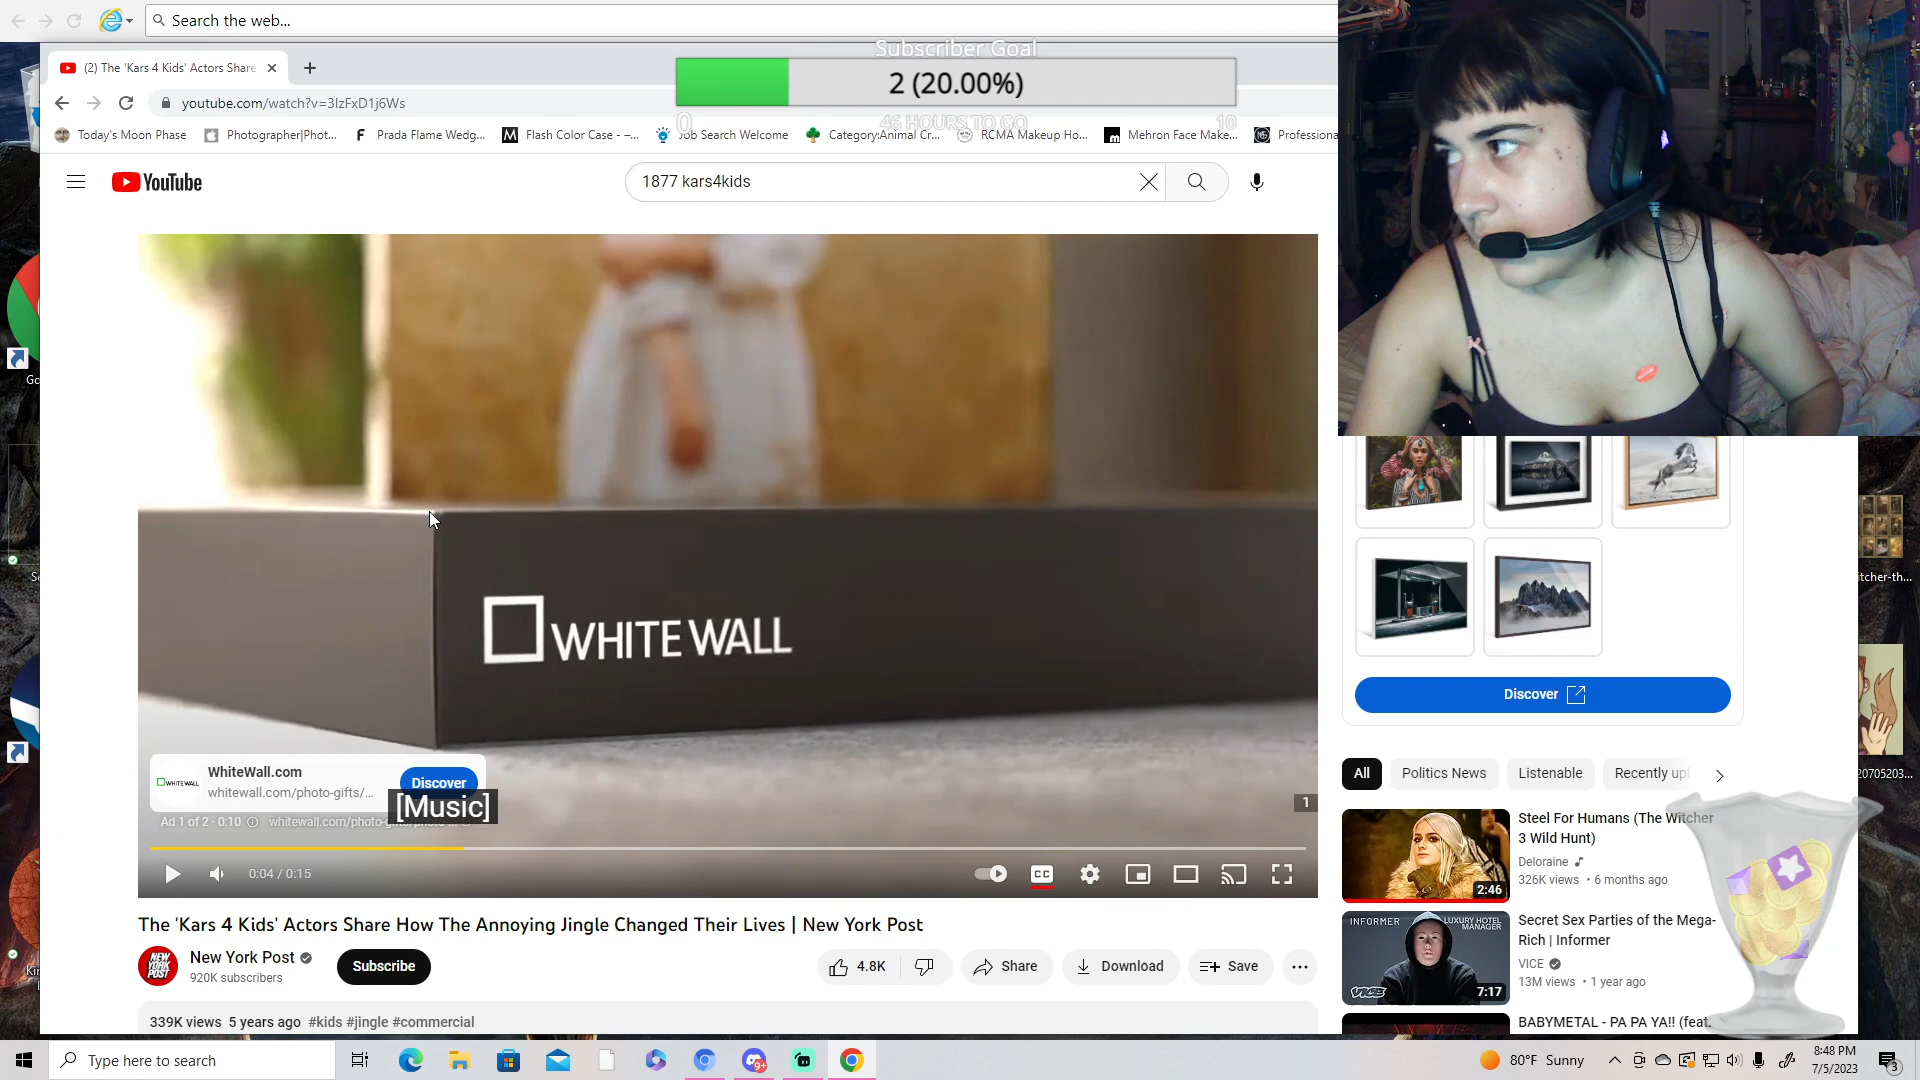 Search the web...
Subscriber Goal
2 (20.00%)
0
45 HOURS TO GO
10
(2) The 'Kars 4 Kids' Actors Share
youtube.com/watch?v=3IzFxD1j6Ws
Today's Moon Phase
Photographer|Phot...
Prada Flame Wedg...
Flash Color Case - –...
Job Search Welcome
Category:Animal Cr...
RCMA Makeup Ho...
Mehron Face Make...
YouTube
1877 kars4kids
WHITE WALL
WhiteWall.com
whitewall.com/photo-gifts/...
Discover
[Music]
Ad 1 of 2 · 0:10
1
0:04 / 0:15
CC
The 'Kars 4 Kids' Actors Share How The Annoying Jingle Changed Their Lives | New York Post
NEW YORK POST
New York Post
920K subscribers
Subscribe
4.8K
Share
Download
Save
339K views 5 years ago #kids #jingle #commercial
Discover
All
Politics News
Listenable
Steel For Humans (The Witcher
3 Wild Hunt)
Deloraine
326K views • 6 months ago
2:46
INFORMER
LUXURY HOTEL
MANAGER
VICE
7:17
Secret Sex Parties of the Mega-
Rich | Informer
VICE
13M views • 1 year ago
BABYMETAL - PA PA YA!! (feat.
Type here to search
80°F Sunny
8:48 PM
7/5/2023
3